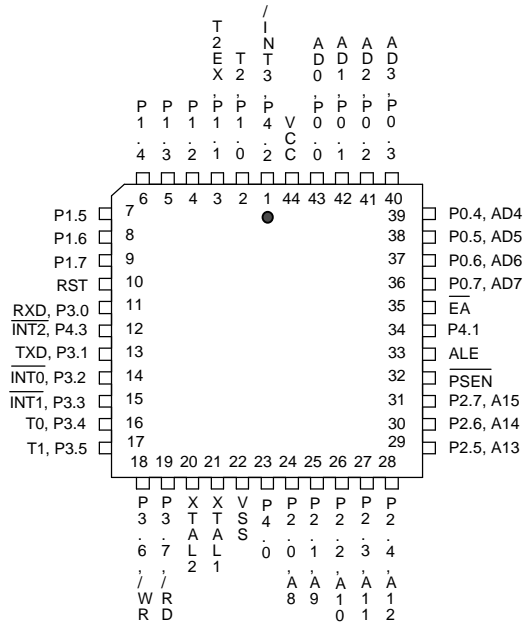 P1.4
P1.3
P1.2
T2EX,P1.1
T2,P1.0
/INT3,P4.2
VCC
AD0,P0.0
AD1,P0.1
AD2,P0.2
AD3,P0.3
6
5
4
3
2
1
44
43
42
41
40
P1.5
7
P1.6
8
P1.7
9
RST
10
RXD, P3.0
11
INT2, P4.3
12
TXD, P3.1
13
INT0, P3.2
14
INT1, P3.3
15
T0, P3.4
16
T1, P3.5
17
39
P0.4, AD4
38
P0.5, AD5
37
P0.6, AD6
36
P0.7, AD7
35
EA
34
P4.1
33
ALE
32
PSEN
31
P2.7, A15
30
P2.6, A14
29
P2.5, A13
18
19
20
21
22
23
24
25
26
27
28
P3.6,/WR
P3.7,/RD
XTAL2
XTAL1
VSS
P4.0
P2.0,A8
P2.1,A9
P2.2,A10
P2.3,A11
P2.4,A12